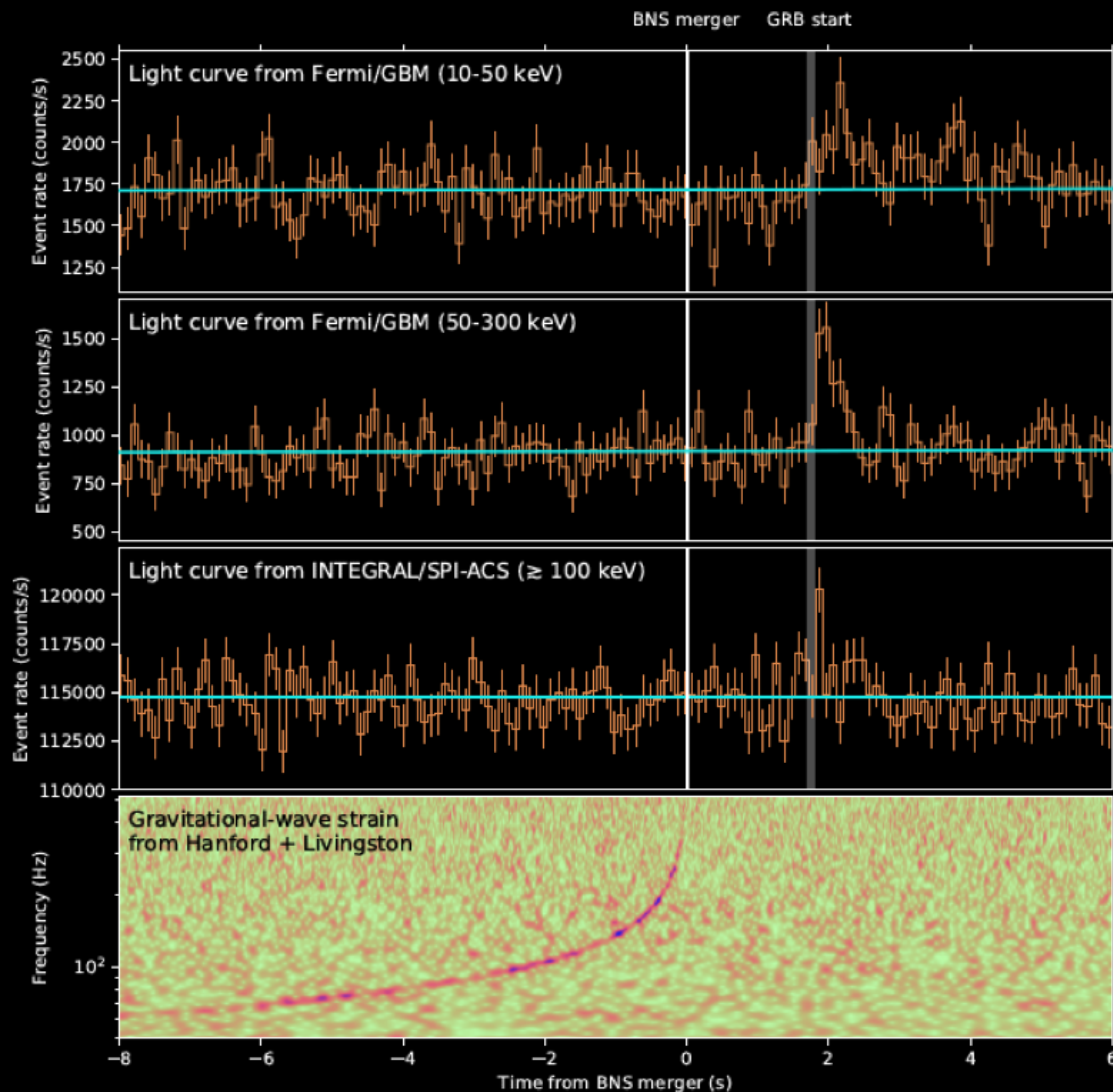 BNS merger GRB start
Light curve from Fermi/GBM (10-50 keV)
Event rate (counts/s)
2500
2250
2000
1750
1500
1250
Light curve from Fermi/GBM (50-300 keV)
Event rate (counts/s)
1500
1250
1000
750
500
Light curve from INTEGRAL/SPI-ACS (≳ 100 keV)
Event rate (counts/s)
120000
117500
115000
112500
110000
Gravitational-wave strain
from Hanford + Livingston
Frequency (Hz)
10²
−8 −6 −4 −2 0 2 4 6
Time from BNS merger (s)